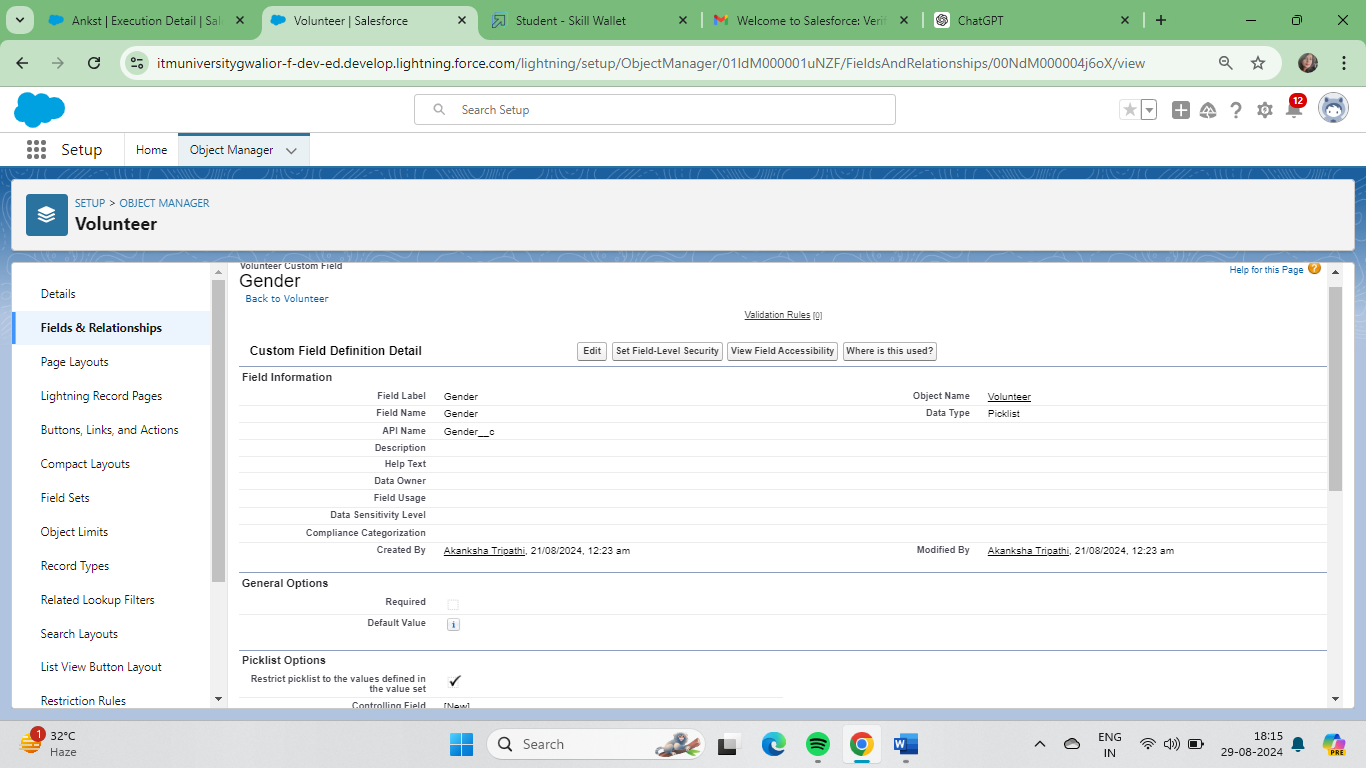 Ankst | Execution Detail | Sal
Volunteer | Salesforce
Student - Skill Wallet
Welcome to Salesforce: Verif
ChatGPT
itmuniversitygwalior-f-dev-ed.develop.lightning.force.com/lightning/setup/ObjectManager/01IdM000001uNZF/FieldsAndRelationships/00NdM000004j6oX/view
Search Setup
12
Setup
Home
Object Manager
SETUP > OBJECT MANAGER
Volunteer
Details
Fields & Relationships
Page Layouts
Lightning Record Pages
Buttons, Links, and Actions
Compact Layouts
Field Sets
Object Limits
Record Types
Related Lookup Filters
Search Layouts
List View Button Layout
Restriction Rules
Volunteer Custom Field
Gender
Back to Volunteer
Help for this Page ?
Validation Rules [0]
Custom Field Definition Detail
Edit
Set Field-Level Security
View Field Accessibility
Where is this used?
Field Information
Field Label Gender Object Name Volunteer
Field Name Gender Data Type Picklist
API Name Gender__c
Description
Help Text
Data Owner
Field Usage
Data Sensitivity Level
Compliance Categorization
Created By Akanksha Tripathi, 21/08/2024, 12:23 am Modified By Akanksha Tripathi, 21/08/2024, 12:23 am
General Options
Required
Default Value i
Picklist Options
Restrict picklist to the values defined in
the value set
Controlling Field [New]
1
32°C
Haze
Search
W
ENG
IN
18:15
29-08-2024
PRE